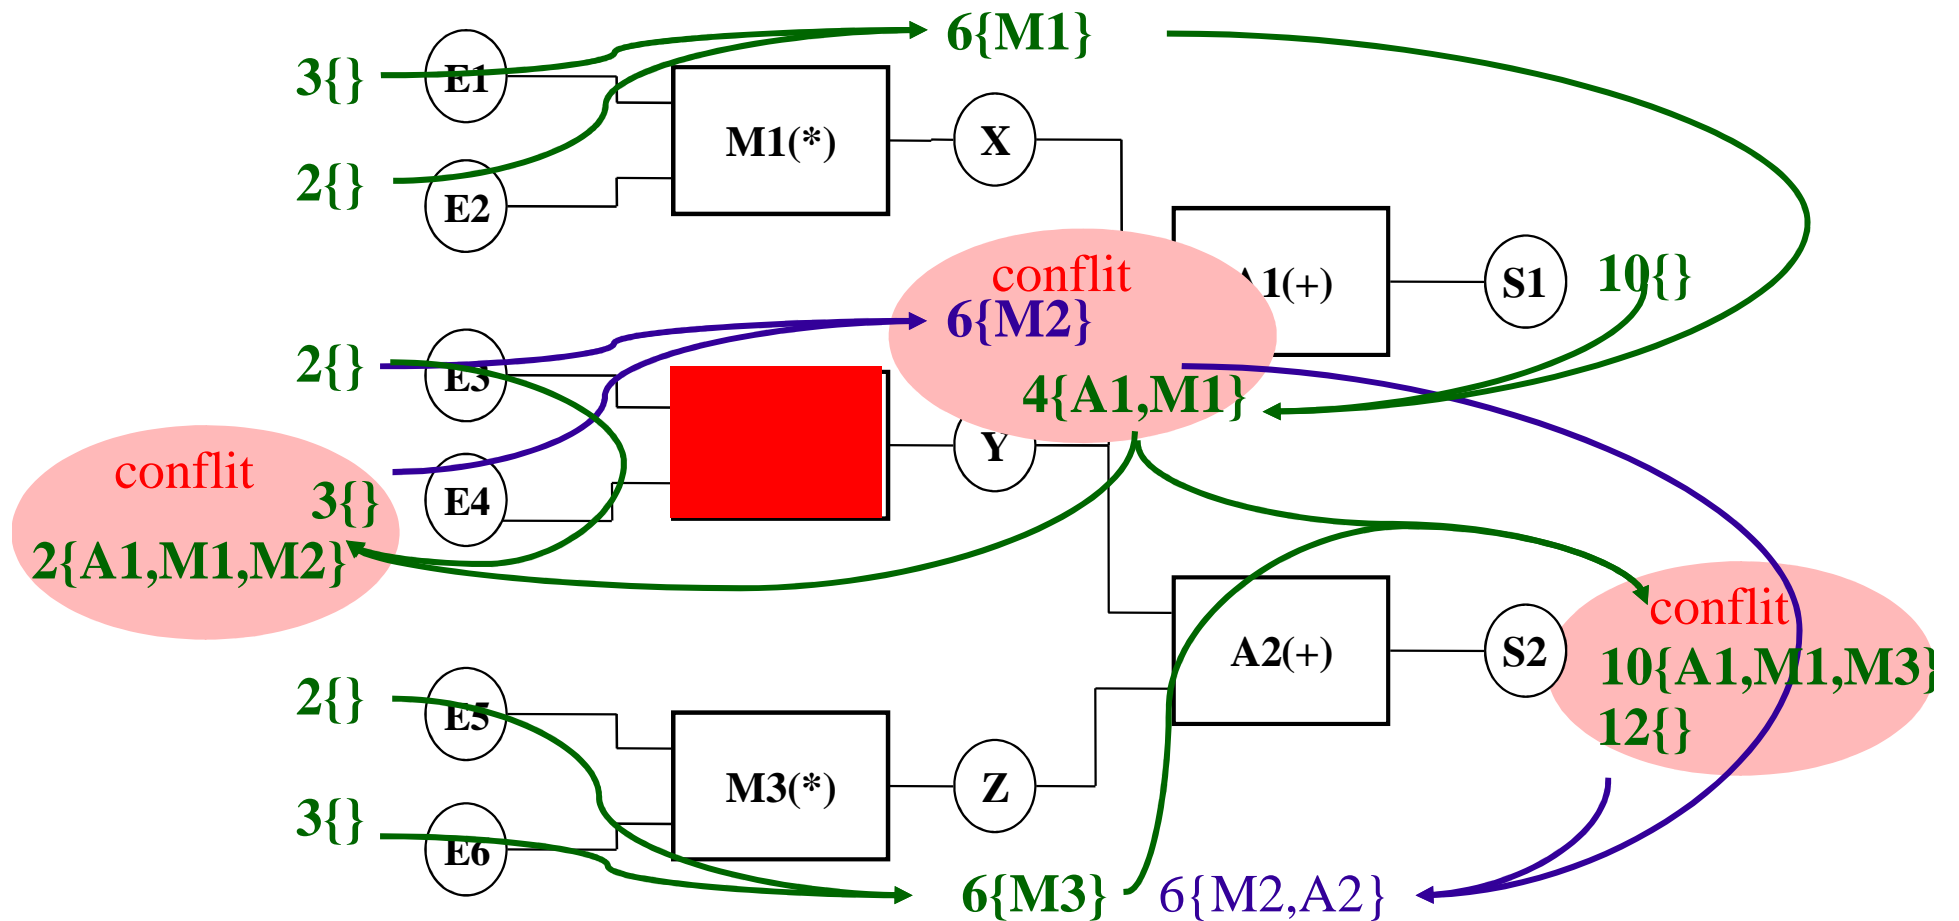 6{M1}
3{}
E1
M1(*)
X
2{}
E2
conflit
A1(+)
S1
10{}
6{M2}
2{}
E3
4{A1,M1}
Y
conflit
3{}
E4
2{A1,M1,M2}
conflit
A2(+)
S2
10{A1,M1,M3}
12{}
2{}
E5
M3(*)
Z
3{}
E6
6{M3}
6{M2,A2}